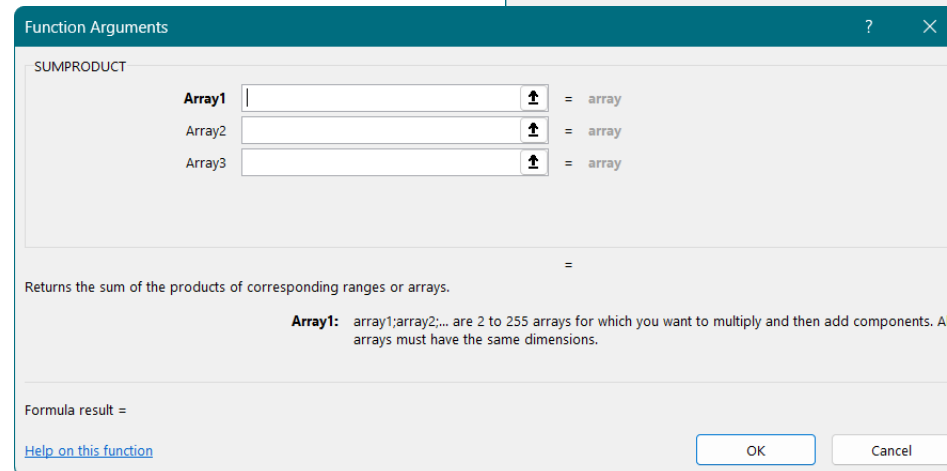 Function Arguments ? ×
SUMPRODUCT
Array1 = array
Array2 = array
Array3 = array
=
Returns the sum of the products of corresponding ranges or arrays.
Array1: array1;array2;... are 2 to 255 arrays for which you want to multiply and then add components.
arrays must have the same dimensions.
Formula result =
Help on this function
OK Cancel